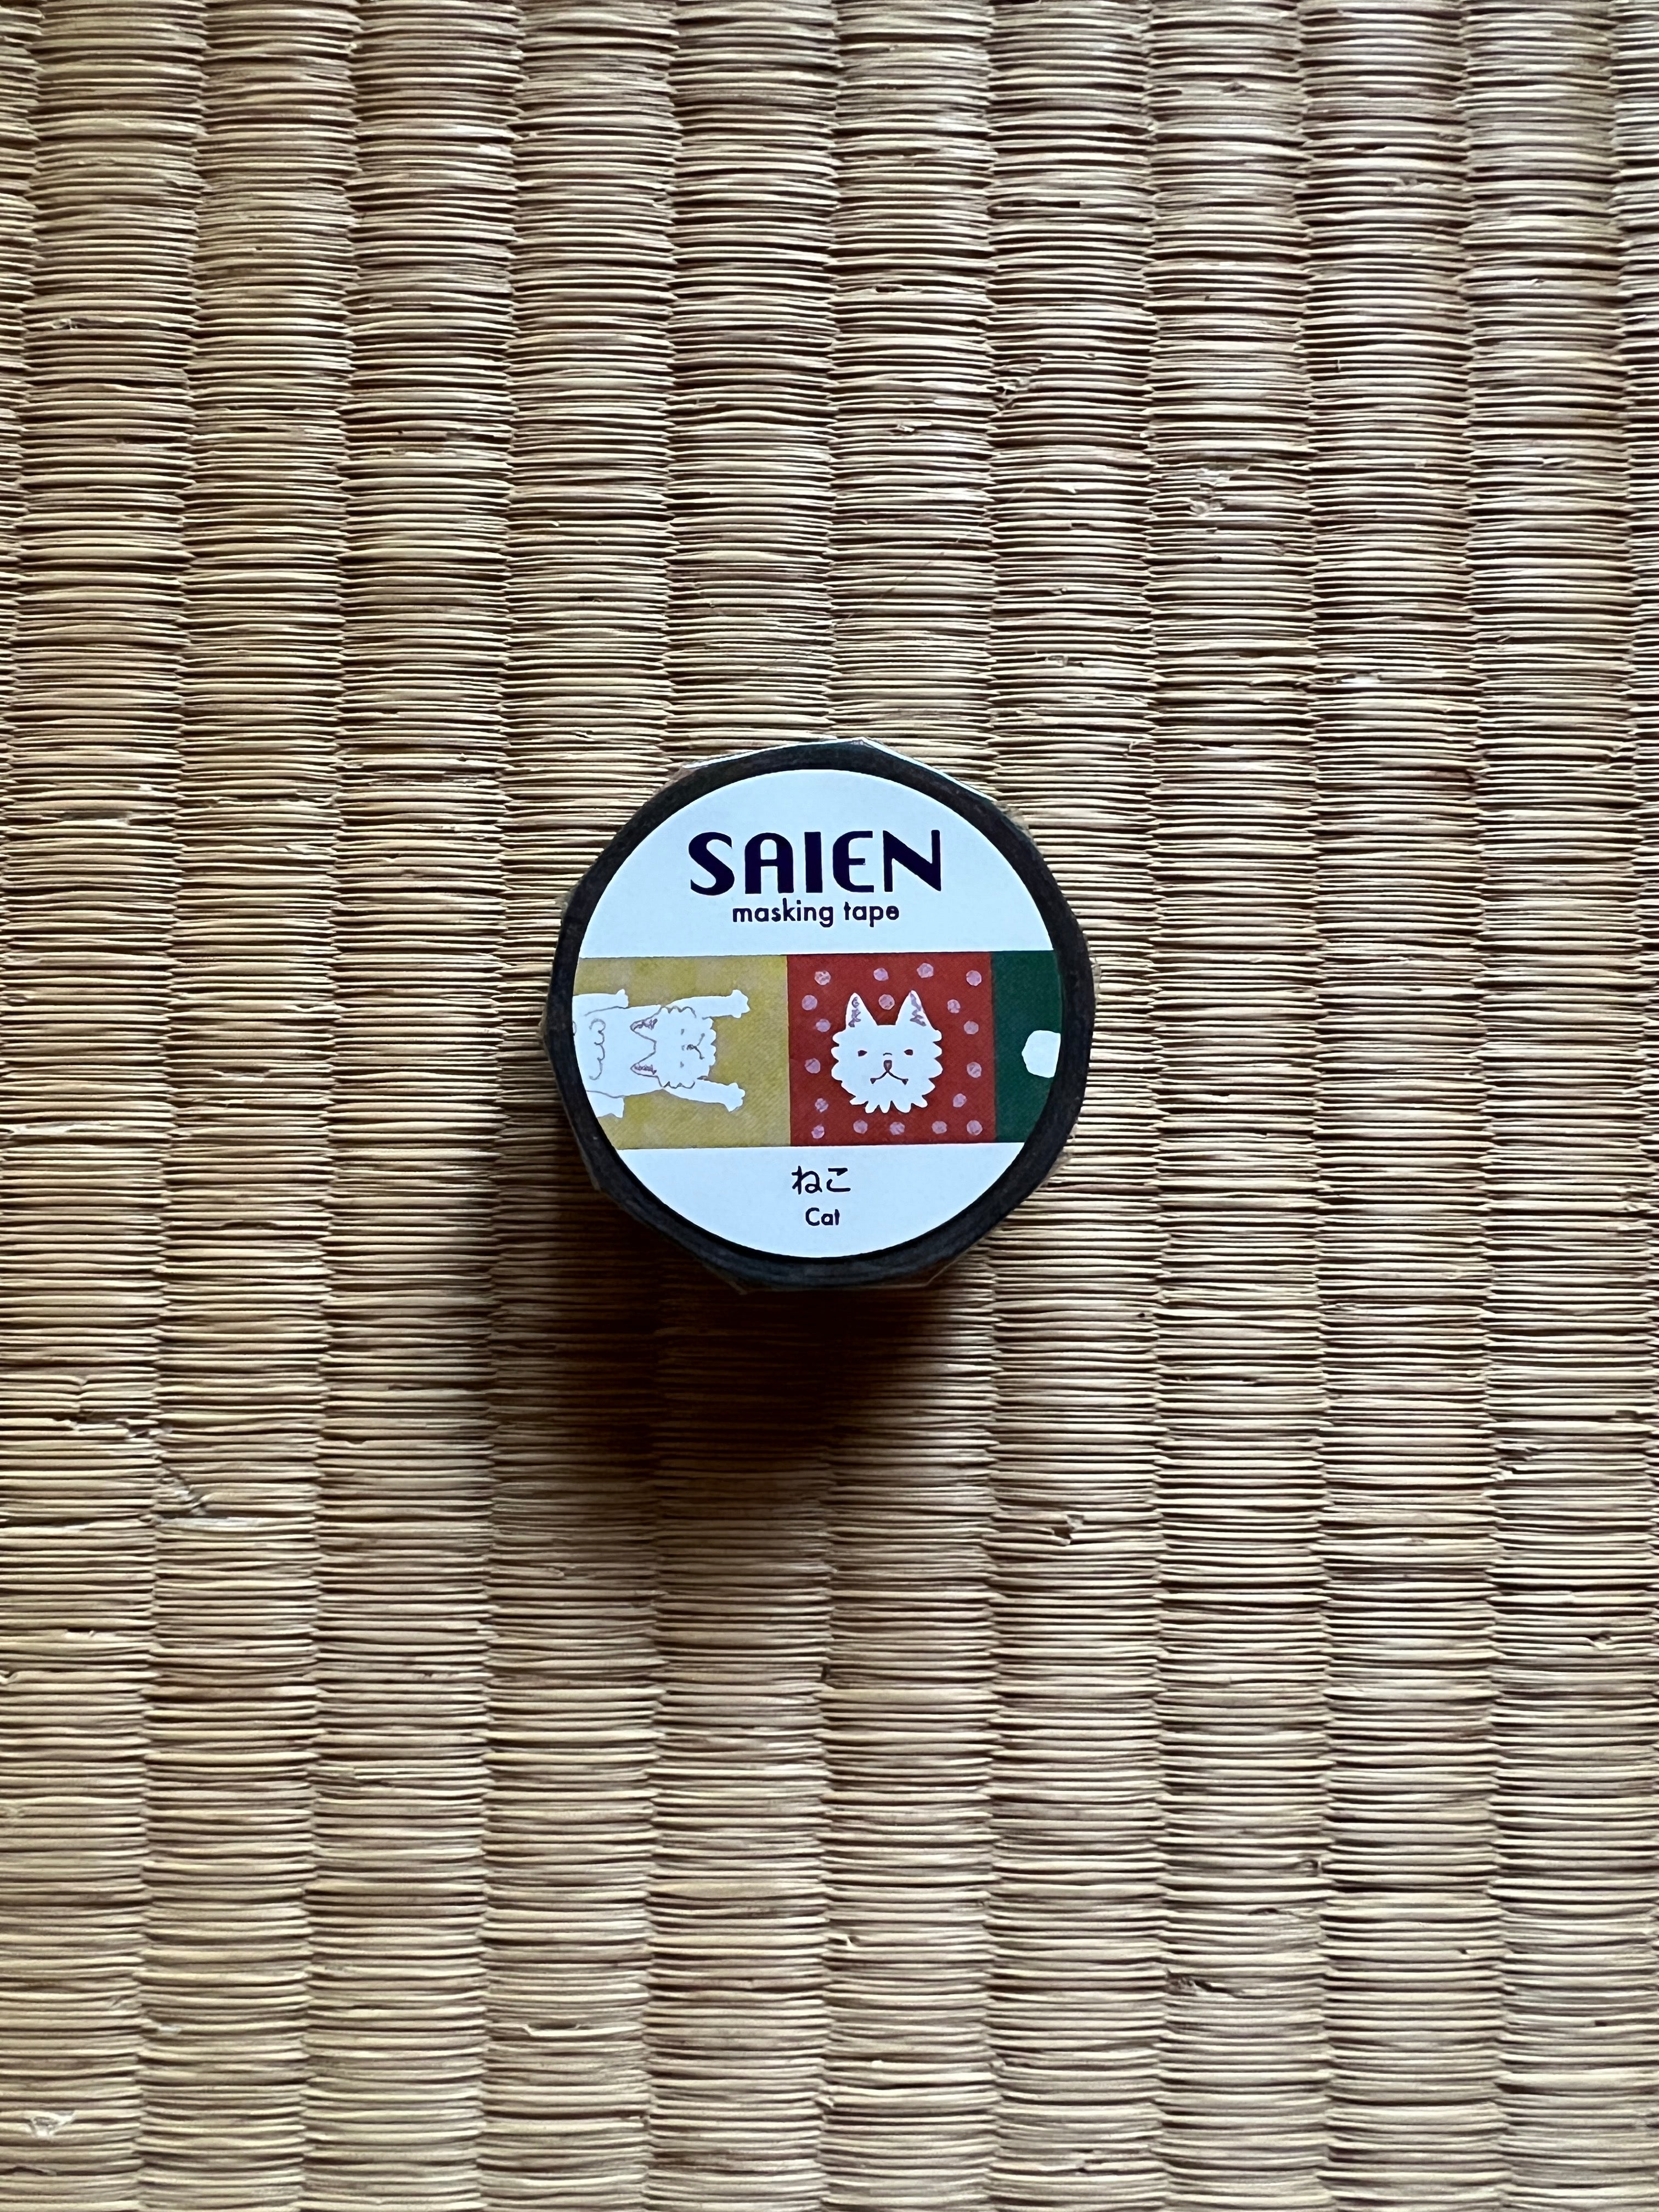 SAIEN
masking tape
ねこ
Cat